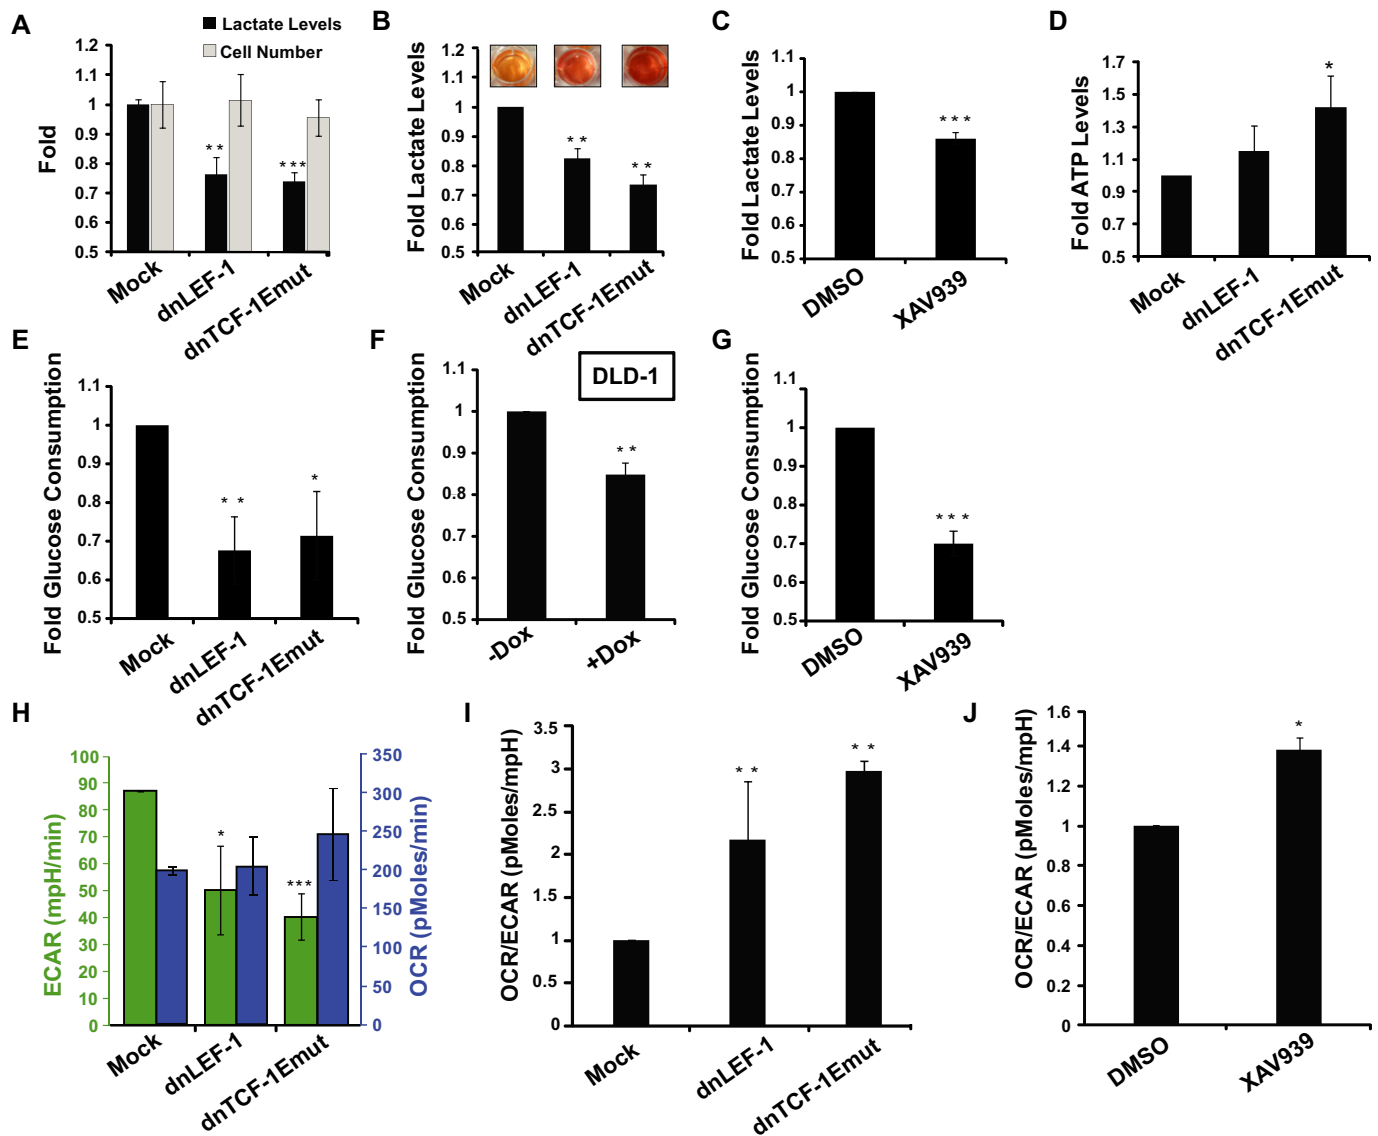 A
Lactate Levels
Cell Number
Fold
1.2
1.1
1
0.9
0.8
0.7
0.6
0.5
**
***
Mock
dnLEF-1
dnTCF-1Emut
B
Fold Lactate Levels
1.2
1.1
1
0.9
0.8
0.7
0.6
0.5
**
**
Mock
dnLEF-1
dnTCF-1Emut
C
Fold Lactate Levels
1.1
1
0.9
0.8
0.7
0.6
0.5
***
DMSO
XAV939
D
Fold ATP Levels
1.7
1.5
1.3
1.1
0.9
0.7
0.5
*
Mock
dnLEF-1
dnTCF-1Emut
E
Fold Glucose Consumption
1.1
1
0.9
0.8
0.7
0.6
0.5
**
*
Mock
dnLEF-1
dnTCF-1Emut
F
DLD-1
Fold Glucose Consumption
1.1
1
0.9
0.8
0.7
0.6
0.5
**
-Dox
+Dox
G
Fold Glucose Consumption
1.1
1
0.9
0.8
0.7
0.6
0.5
***
DMSO
XAV939
H
ECAR (mpH/min)
100
90
80
70
60
50
40
30
20
10
0
*
***
350
300
250
200
150
100
50
0
OCR (pMoles/min)
Mock
dnLEF-1
dnTCF-1Emut
I
OCR/ECAR (pMoles/mpH)
3.5
3
2.5
2
1.5
1
0.5
0
**
**
Mock
dnLEF-1
dnTCF-1Emut
J
OCR/ECAR (pMoles/mpH)
1.6
1.4
1.2
1
0.8
0.6
0.4
0.2
0
*
DMSO
XAV939